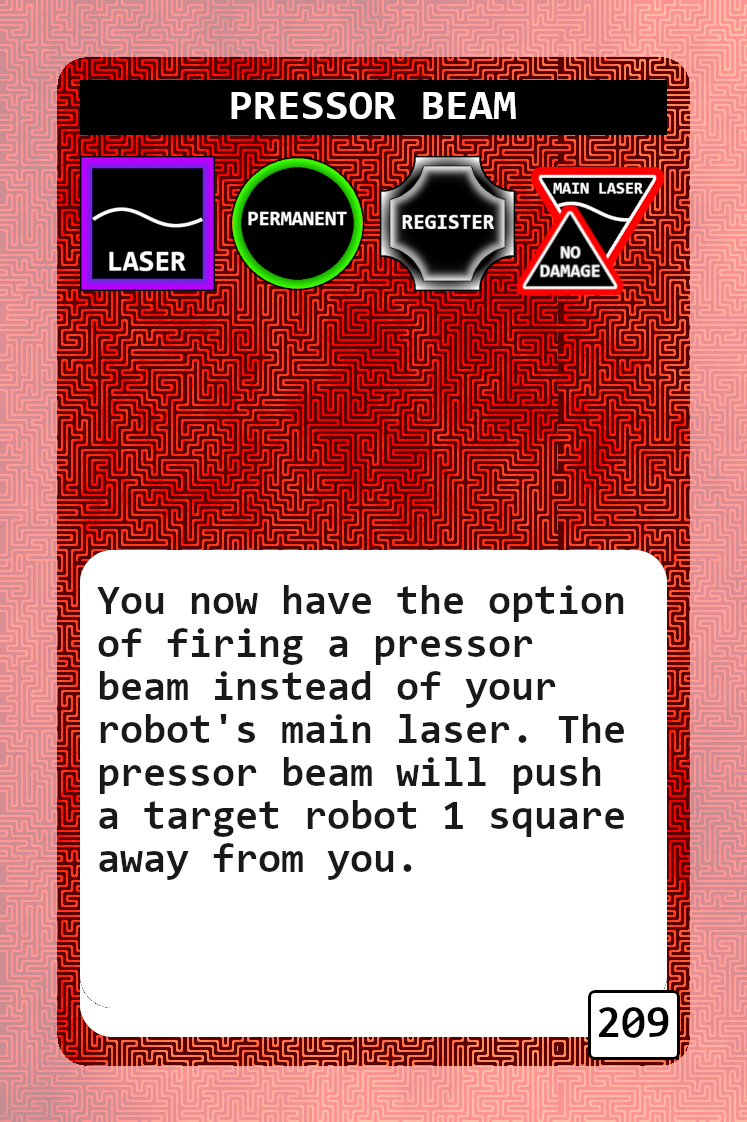 PRESSOR BEAM
LASER
PERMANENT
REGISTER
MAIN LASER
NO
DAMAGE
You now have the option
of firing a pressor
beam instead of your
robot's main laser. The
pressor beam will push
a target robot 1 square
away from you.
209